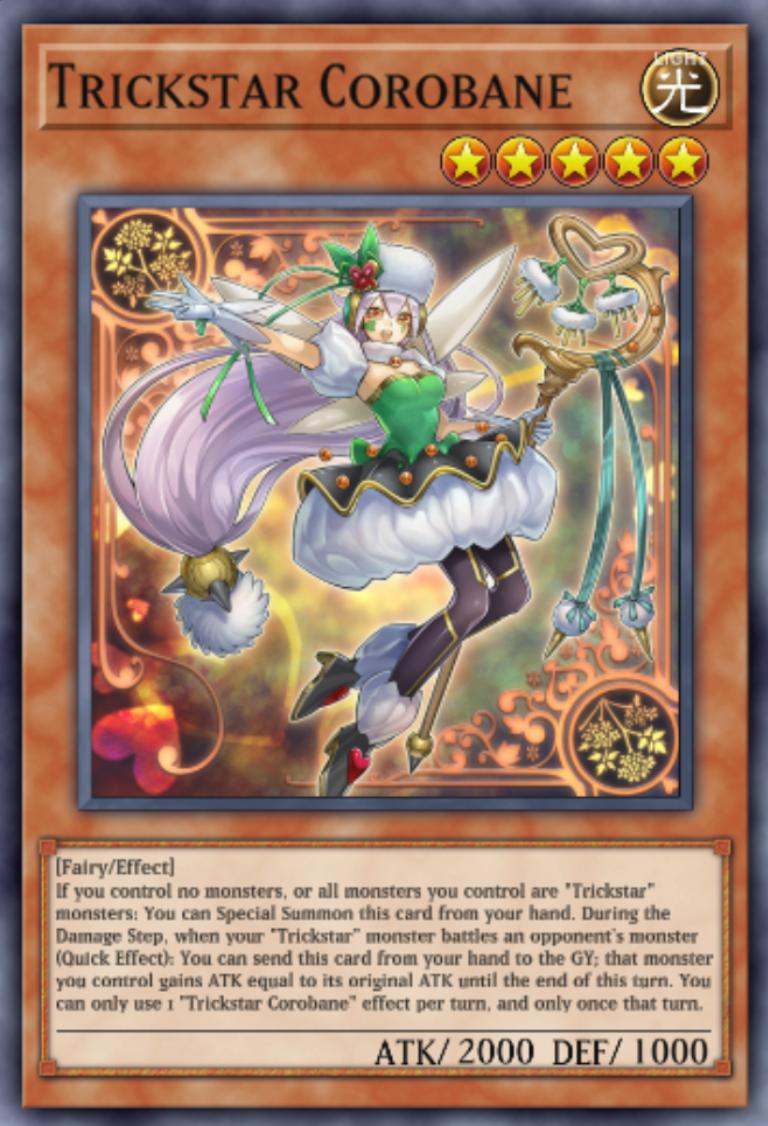 Trickstar Corobane
LIGHT
光
[Fairy/Effect]
If you control no monsters, or all monsters you control are "Trickstar"
monsters: You can Special Summon this card from your hand. During the
Damage Step, when your "Trickstar" monster battles an opponent's monster
(Quick Effect): You can send this card from your hand to the GY; that monster
you control gains ATK equal to its original ATK until the end of this turn. You
can only use 1 "Trickstar Corobane" effect per turn, and only once that turn.
ATK/ 2000 DEF/ 1000